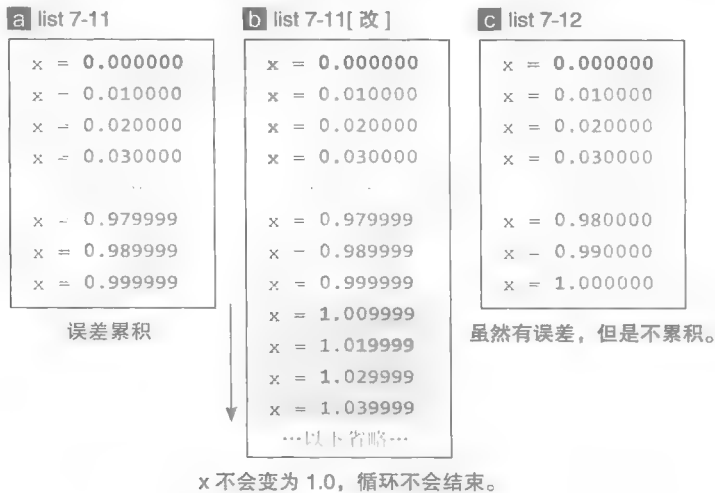 a list 7-11
x = 0.000000
x = 0.010000
x = 0.020000
x = 0.030000
...
x = 0.979999
x = 0.989999
x = 0.999999
误差累积
b list 7-11[ 改 ]
x = 0.000000
x = 0.010000
x = 0.020000
x = 0.030000
...
x = 0.979999
x = 0.989999
x = 0.999999
x = 1.009999
x = 1.019999
x = 1.029999
x = 1.039999
…以下省略…
x 不会变为 1.0，循环不会结束。
c list 7-12
x = 0.000000
x = 0.010000
x = 0.020000
x = 0.030000
x = 0.980000
x = 0.990000
x = 1.000000
虽然有误差，但是不累积。